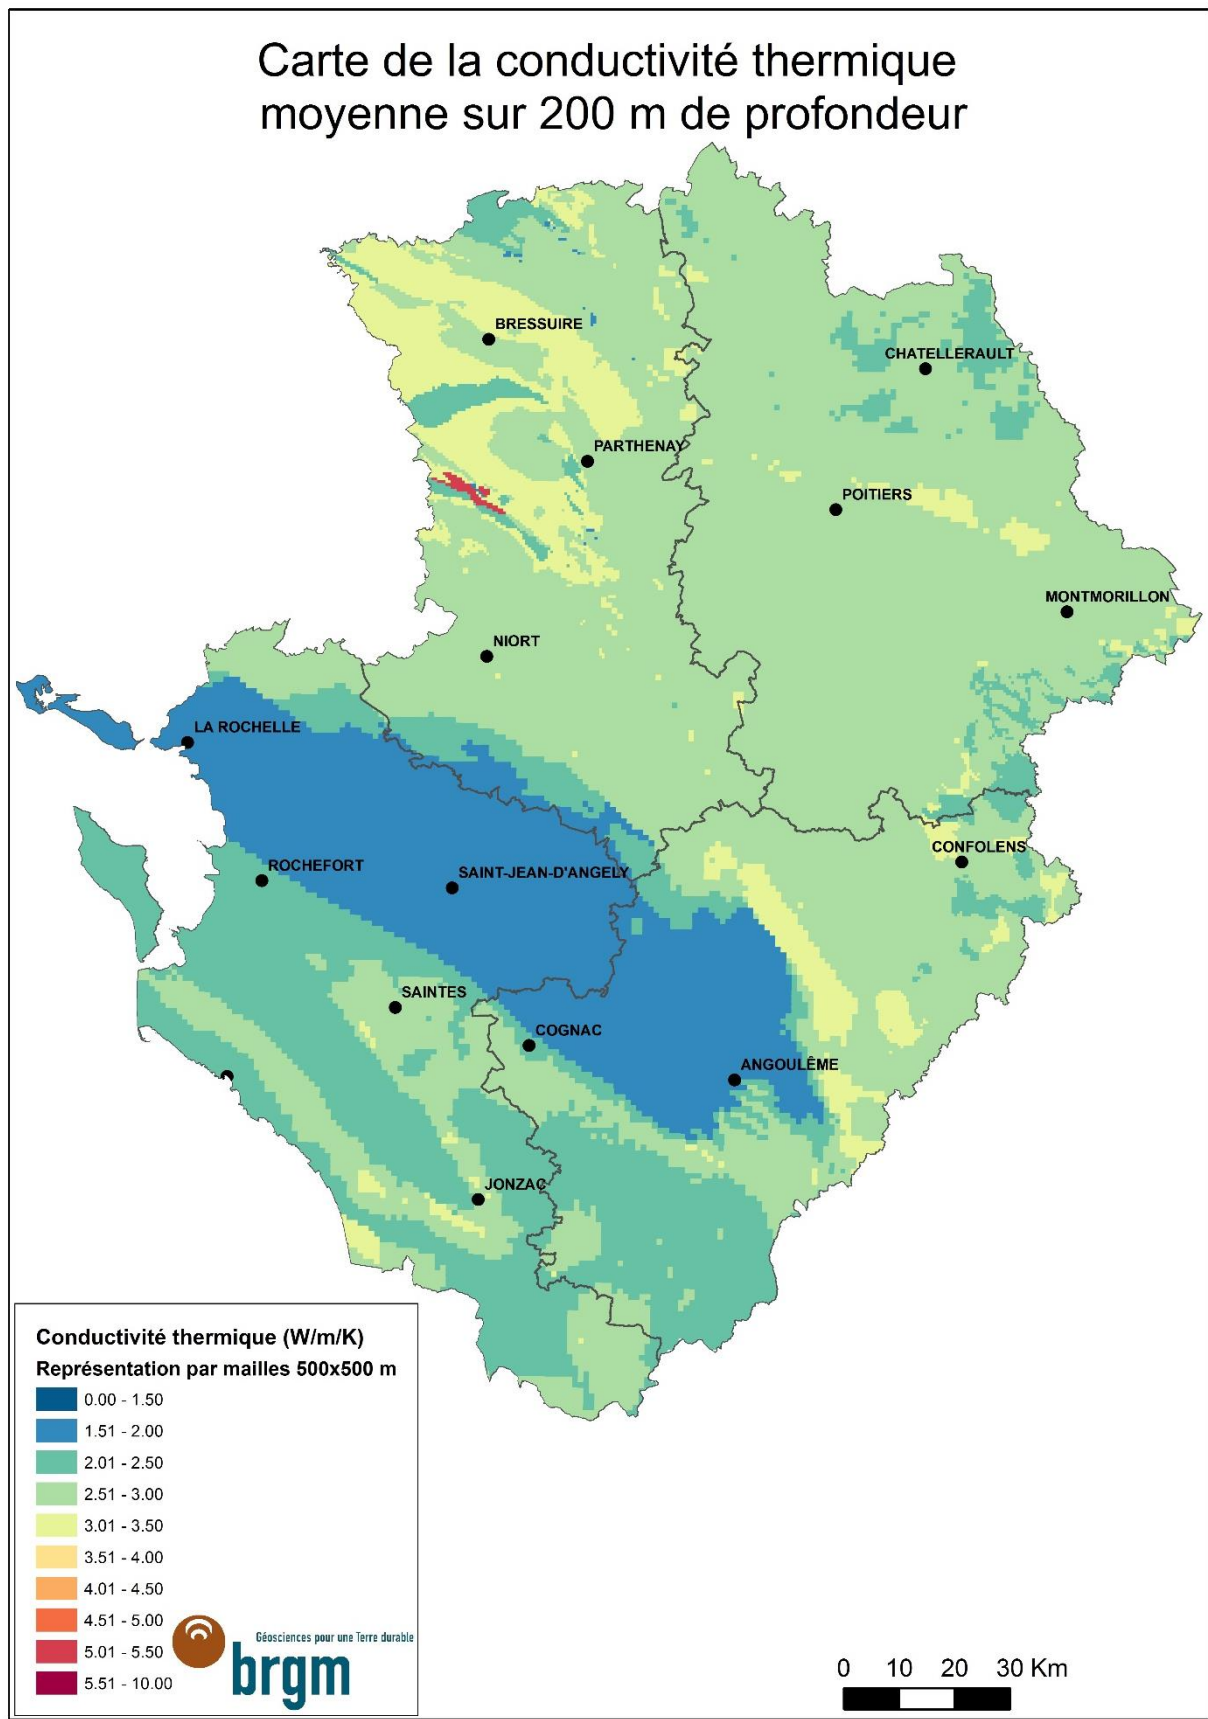 Carte de la conductivité thermique
moyenne sur 200 m de profondeur
BRESSUIRE
CHATELLERAULT
PARTHENAY
POITIERS
MONTMORILLON
NIORT
LA ROCHELLE
CONFOLENS
ROCHEFORT
SAINT-JEAN-D'ANGELY
SAINTES
COGNAC
ANGOULÊME
JONZAC
Conductivité thermique (W/m/K)
Représentation par mailles 500x500 m
0.00 - 1.50
1.51 - 2.00
2.01 - 2.50
2.51 - 3.00
3.01 - 3.50
3.51 - 4.00
4.01 - 4.50
4.51 - 5.00
5.01 - 5.50
5.51 - 10.00
Géosciences pour une Terre durable
brgm
0 10 20 30 Km